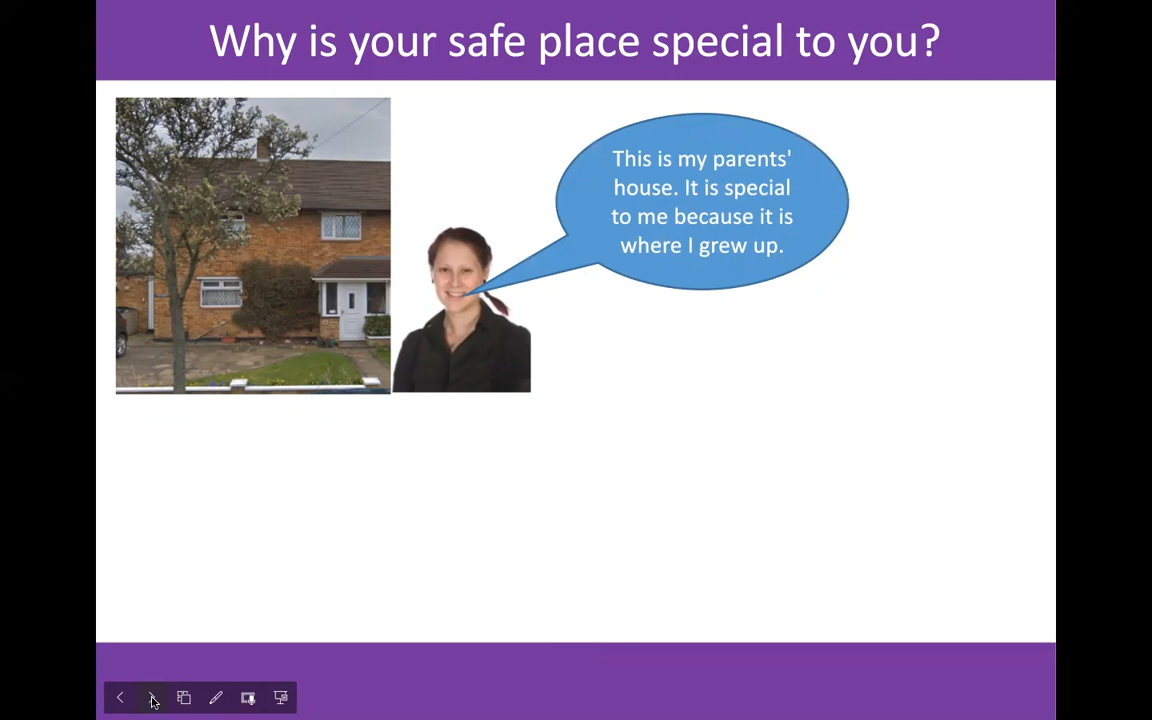 Why is your safe place special to you?
This is my parents'
house. It is special
to me because it is
where I grew up.